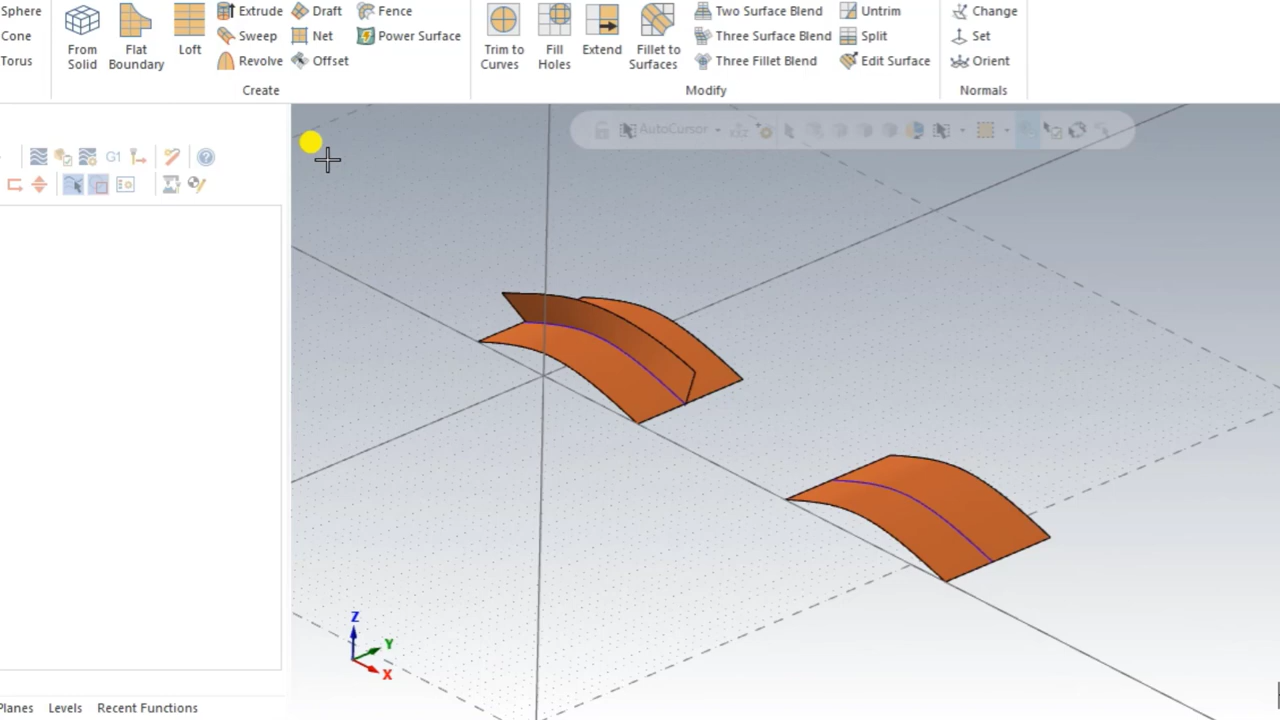 Sphere
Cone
Torus
From Solid
Flat Boundary
Loft
Extrude
Sweep
Revolve
Draft
Net
Offset
Fence
Power Surface
Create
Trim to Curves
Fill Holes
Extend
Fillet to Surfaces
Two Surface Blend
Three Surface Blend
Three Fillet Blend
Untrim
Split
Edit Surface
Modify
Change
Set
Orient
Normals
AutoCursor
G1
Z
Y
X
Planes
Levels
Recent Functions